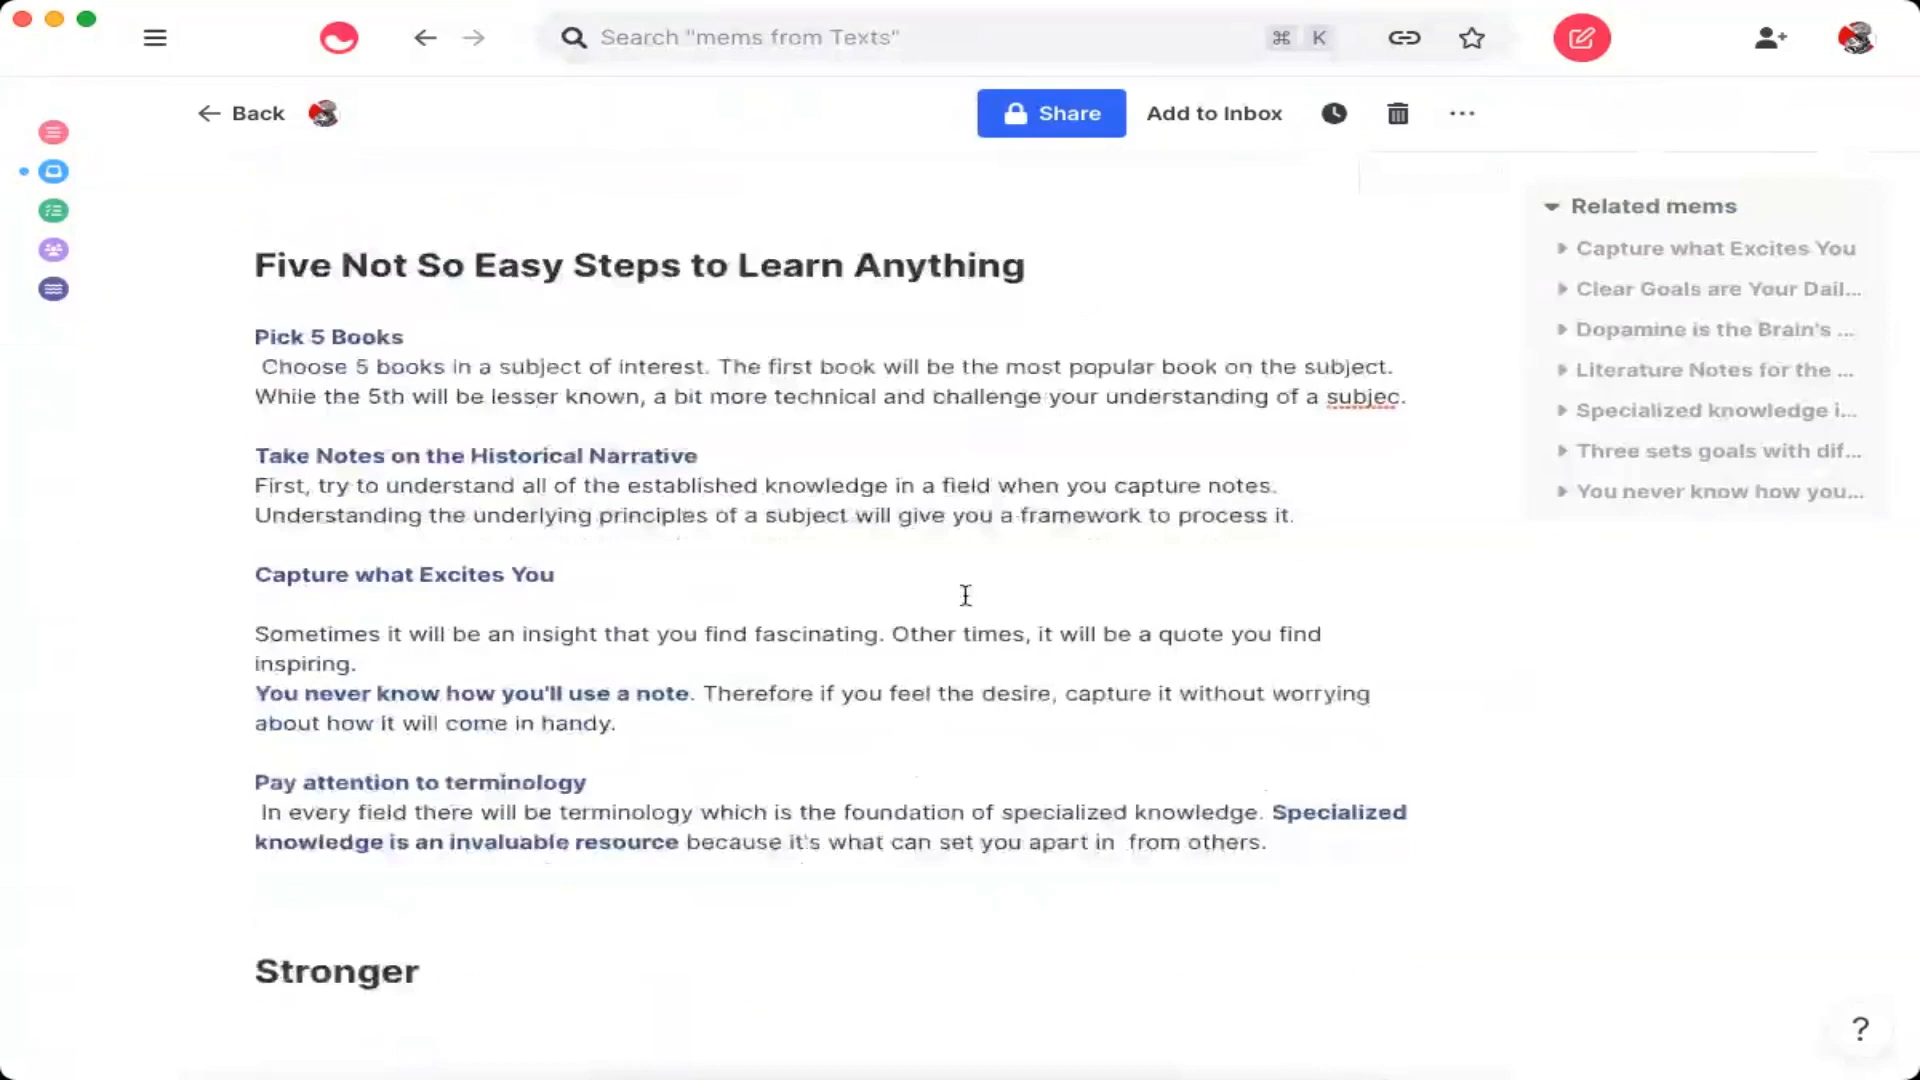 Search "mems from Texts"
⌘ K
Back
Share
Add to Inbox
Related mems
Capture what Excites You
Clear Goals are Your Dail...
Dopamine is the Brain's ...
Literature Notes for the ...
Specialized knowledge i...
Three sets goals with dif...
You never know how you...
Five Not So Easy Steps to Learn Anything
Pick 5 Books
Choose 5 books in a subject of interest. The first book will be the most popular book on the subject.
While the 5th will be lesser known, a bit more technical and challenge your understanding of a subjec.
Take Notes on the Historical Narrative
First, try to understand all of the established knowledge in a field when you capture notes.
Understanding the underlying principles of a subject will give you a framework to process it.
Capture what Excites You
Sometimes it will be an insight that you find fascinating. Other times, it will be a quote you find
inspiring.
You never know how you'll use a note. Therefore if you feel the desire, capture it without worrying
about how it will come in handy.
Pay attention to terminology
In every field there will be terminology which is the foundation of specialized knowledge. Specialized
knowledge is an invaluable resource because it's what can set you apart in from others.
Stronger
?